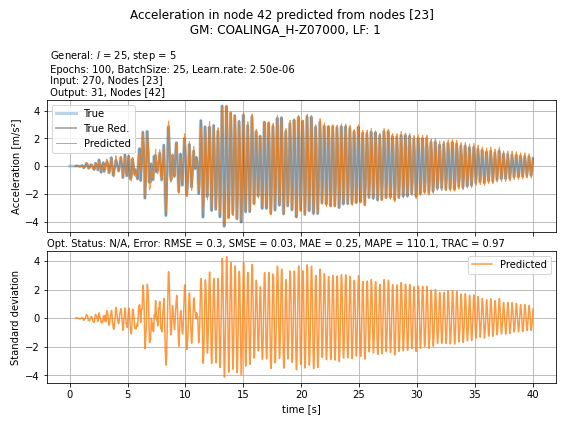 Acceleration in node 42 predicted from nodes [23]
GM: COALINGA_H-Z07000, LF: 1
General: l = 25, step = 5
Epochs: 100, BatchSize: 25, Learn.rate: 2.50e-06
Input: 270, Nodes [23]
Output: 31, Nodes [42]
True
True Red.
Predicted
Acceleration [m/s²]
4
2
0
−2
−4
Opt. Status: N/A, Error: RMSE = 0.3, SMSE = 0.03, MAE = 0.25, MAPE = 110.1, TRAC = 0.97
Predicted
Standard deviation
4
2
0
−2
−4
0 5 10 15 20 25 30 35 40
time [s]